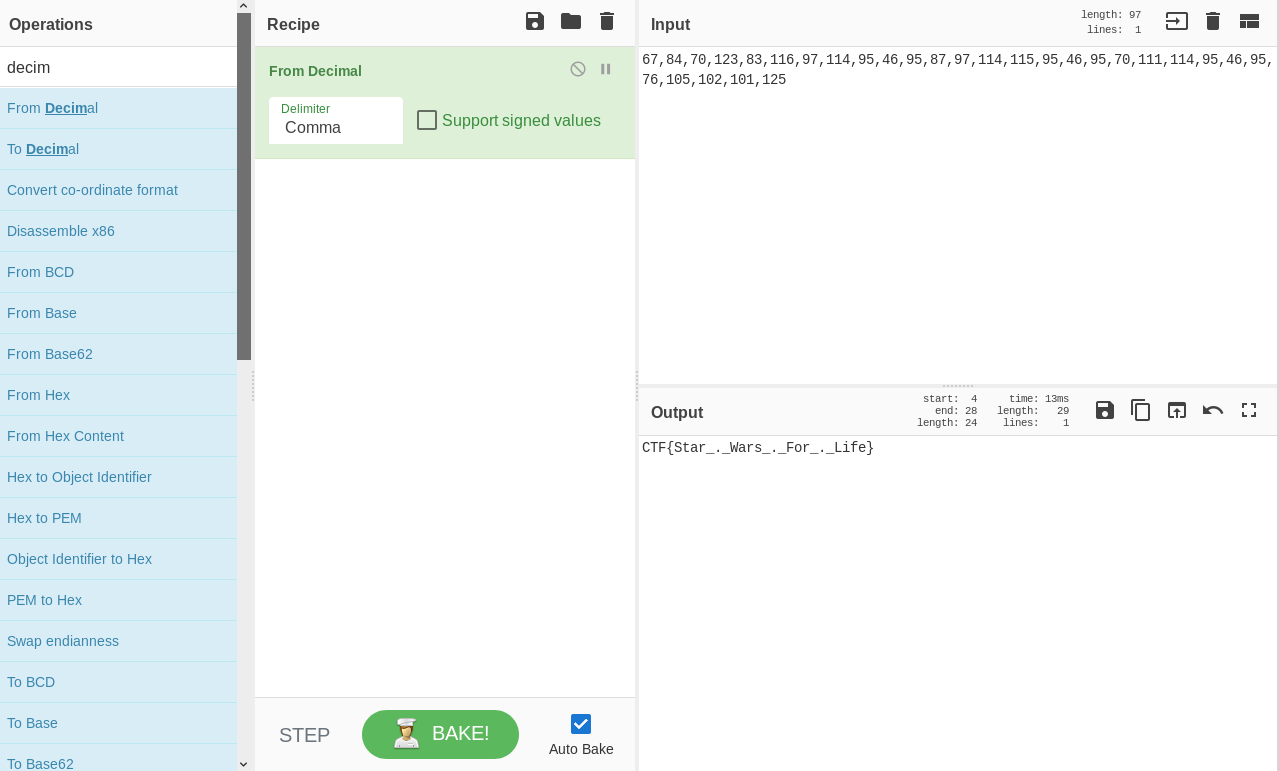 Operations
decim
From Decimal
To Decimal
Convert co-ordinate format
Disassemble x86
From BCD
From Base
From Base62
From Hex
From Hex Content
Hex to Object Identifier
Hex to PEM
Object Identifier to Hex
PEM to Hex
Swap endianness
To BCD
To Base
To Base62
Recipe
From Decimal
Delimiter
Comma
Support signed values
STEP
BAKE!
Auto Bake
Input
length: 97
lines: 1
67,84,70,123,83,116,97,114,95,46,95,87,97,114,115,95,46,95,70,111,114,95,46,95,
76,105,102,101,125
Output
start: 4 time: 13ms
end: 28 length: 29
length: 24 lines: 1
CTF{Star_._Wars_._For_._Life}